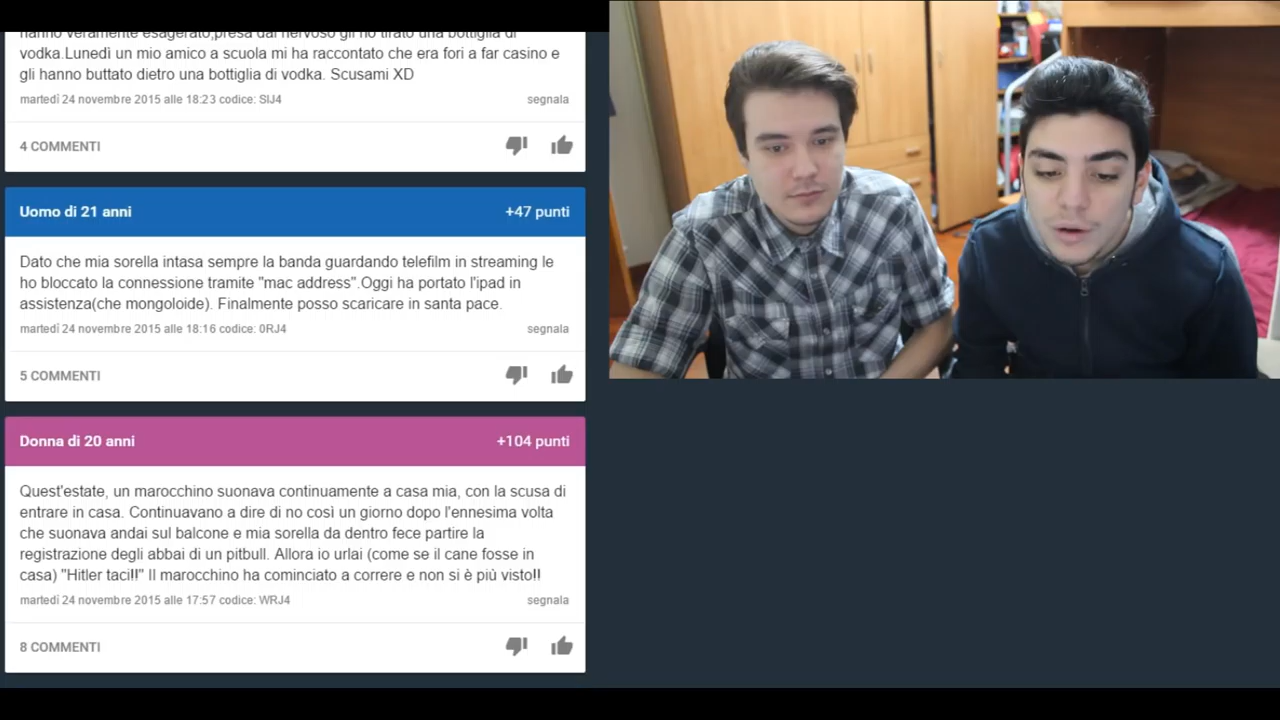 hanno veramente esagerato,presa dal nervoso gli ho tirato una bottiglia di
vodka.Lunedì un mio amico a scuola mi ha raccontato che era fori a far casino e
gli hanno buttato dietro una bottiglia di vodka. Scusami XD
martedì 24 novembre 2015 alle 18:23 codice: SIJ4 segnala
4 COMMENTI
Uomo di 21 anni +47 punti
Dato che mia sorella intasa sempre la banda guardando telefilm in streaming le
ho bloccato la connessione tramite "mac address".Oggi ha portato l'ipad in
assistenza(che mongoloide). Finalmente posso scaricare in santa pace.
martedì 24 novembre 2015 alle 18:16 codice: 0RJ4 segnala
5 COMMENTI
Donna di 20 anni +104 punti
Quest'estate, un marocchino suonava continuamente a casa mia, con la scusa di
entrare in casa. Continuavano a dire di no così un giorno dopo l'ennesima volta
che suonava andai sul balcone e mia sorella da dentro fece partire la
registrazione degli abbai di un pitbull. Allora io urlai (come se il cane fosse in
casa) "Hitler taci!!" Il marocchino ha cominciato a correre e non si è più visto!!
martedì 24 novembre 2015 alle 17:57 codice: WRJ4 segnala
8 COMMENTI